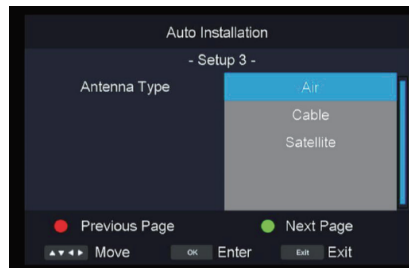 Auto Installation
- Setup 3 -
Antenna Type Air
Cable
Satellite
Previous Page Next Page
Move OK Enter Exit Exit